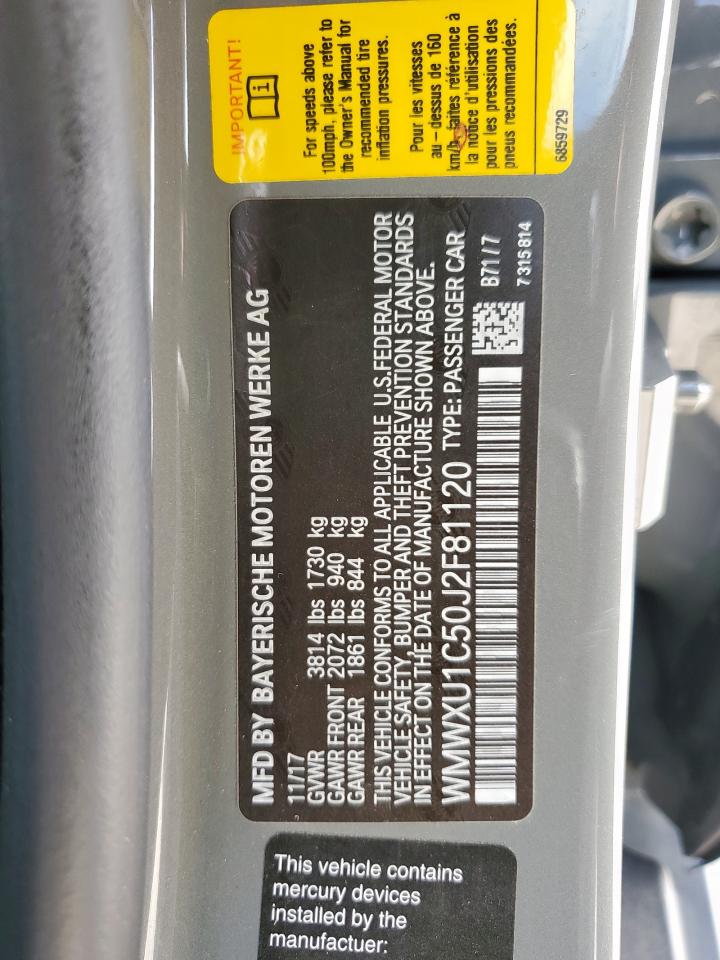 IMPORTANT!
For speeds above
100mph, please refer to
the Owner's Manual for
recommended tire
inflation pressures.
Pour les vitesses
au - dessus de 160
km/h, faites référence à
la notice d'utilisation
pour les pressions des
pneus recommandées.
6859729
MFD BY BAYERISCHE MOTOREN WERKE AG
11/17
GVWR 3814 lbs 1730 kg
GAWR FRONT 2072 lbs 940 kg
GAWR REAR 1861 lbs 844 kg
THIS VEHICLE CONFORMS TO ALL APPLICABLE U.S.FEDERAL MOTOR
VEHICLE SAFETY, BUMPER AND THEFT PREVENTION STANDARDS
IN EFFECT ON THE DATE OF MANUFACTURE SHOWN ABOVE.
WMWXU1C50J2F81120 TYPE: PASSENGER CAR
B71/7
7 315 814
This vehicle contains
mercury devices
installed by the
manufactuer: